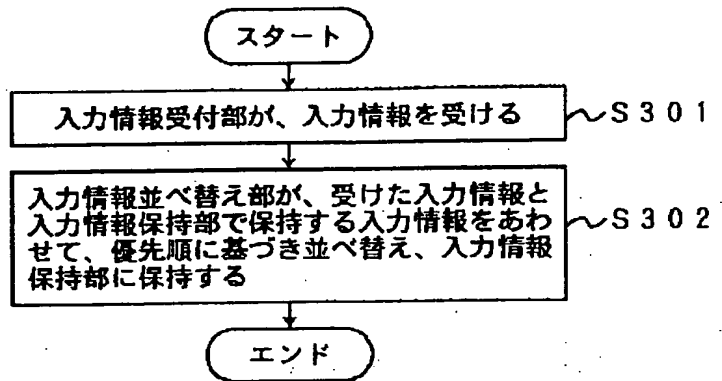 スタート
入力情報受付部が、入力情報を受ける
S301
入力情報並べ替え部が、受けた入力情報と
入力情報保持部で保持する入力情報をあわ
せて、優先順に基づき並べ替え、入力情報
保持部に保持する
S302
エンド